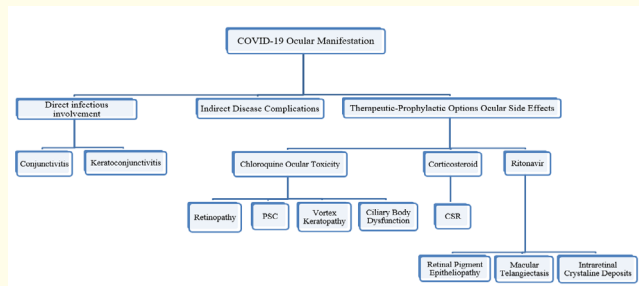 COVID-19 Ocular Manifestation
Direct infectious
involvement
Indirect Disease Complications
Therapeutic-Prophylactic Options Ocular Side Effects
Conjunctivitis
Keratoconjunctivitis
Chloroquine Ocular Toxicity
Corticosteroid
Ritonavir
Retinopathy
PSC
Vortex
Keratopathy
Ciliary Body
Dysfunction
CSR
Retinal Pigment
Epitheliopathy
Macular
Telangiectasis
Intraretinal
Crystaline Deposits